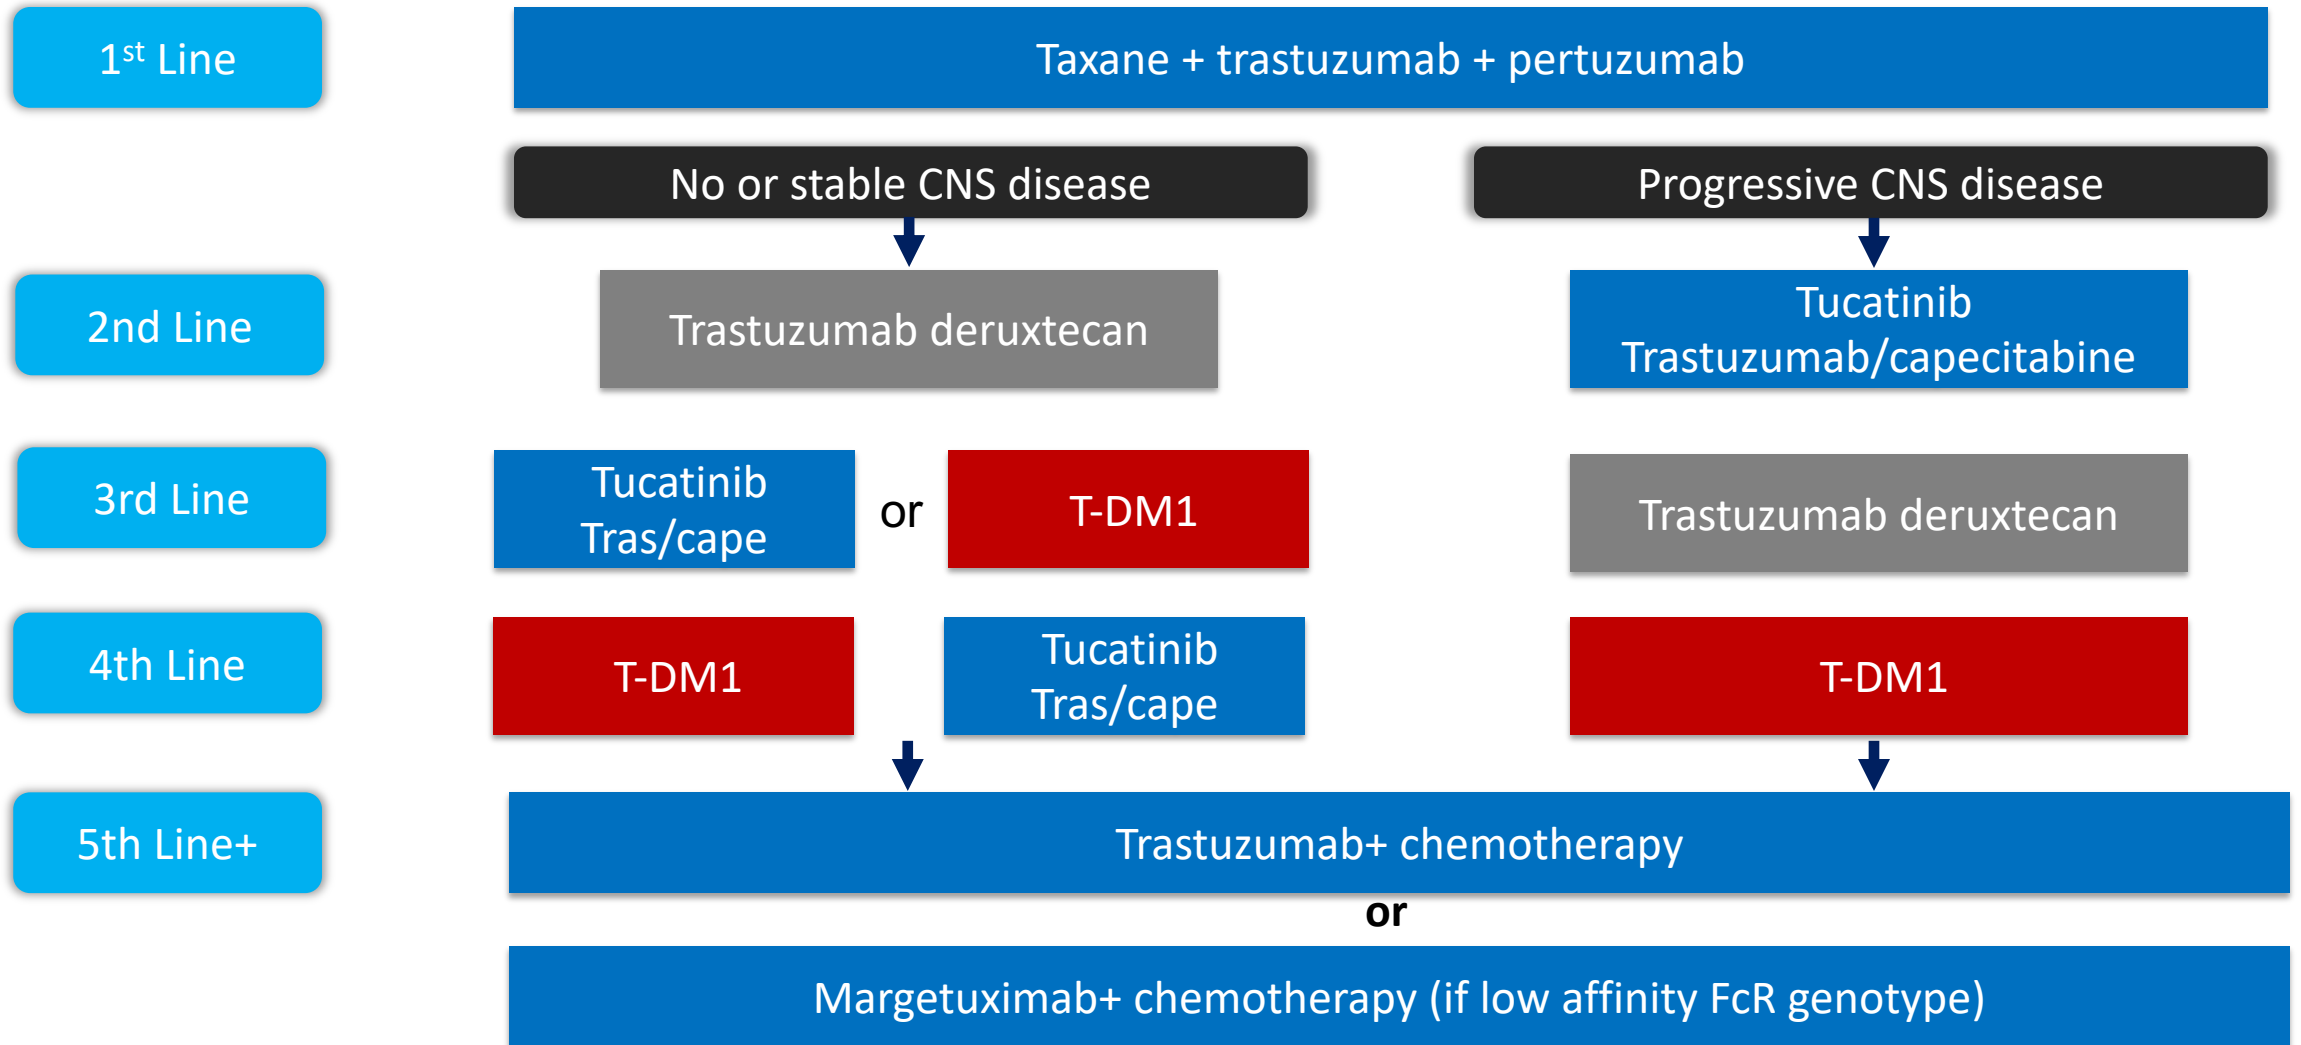 1st Line
Taxane + trastuzumab + pertuzumab
No or stable CNS disease
Progressive CNS disease
2nd Line
Trastuzumab deruxtecan
Tucatinib
Trastuzumab/capecitabine
3rd Line
Tucatinib
Tras/cape
or
T-DM1
Trastuzumab deruxtecan
4th Line
T-DM1
Tucatinib
Tras/cape
T-DM1
5th Line+
Trastuzumab+ chemotherapy
or
Margetuximab+ chemotherapy (if low affinity FcR genotype)